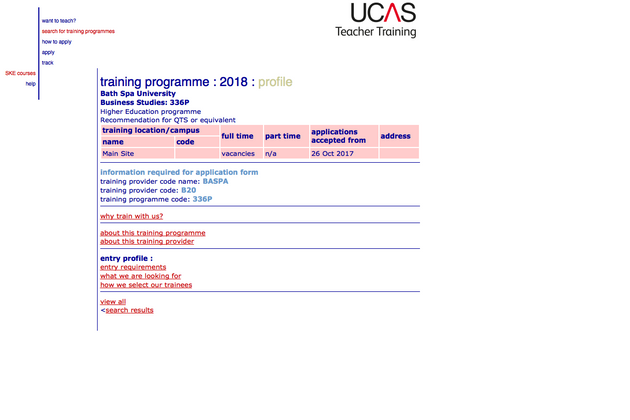 UCAS
Teacher Training
want to teach?
search for training programmes
how to apply
apply
track
SKE courses
help
training programme : 2018 : profile
Bath Spa University
Business Studies: 336P
Higher Education programme
Recommendation for QTS or equivalent
training location/campus full time part time applications accepted from address
name code
Main Site vacancies n/a 26 Oct 2017
information required for application form
training provider code name: BASPA
training provider code: B20
training programme code: 336P
why train with us?
about this training programme
about this training provider
entry profile :
entry requirements
what we are looking for
how we select our trainees
view all
<search results